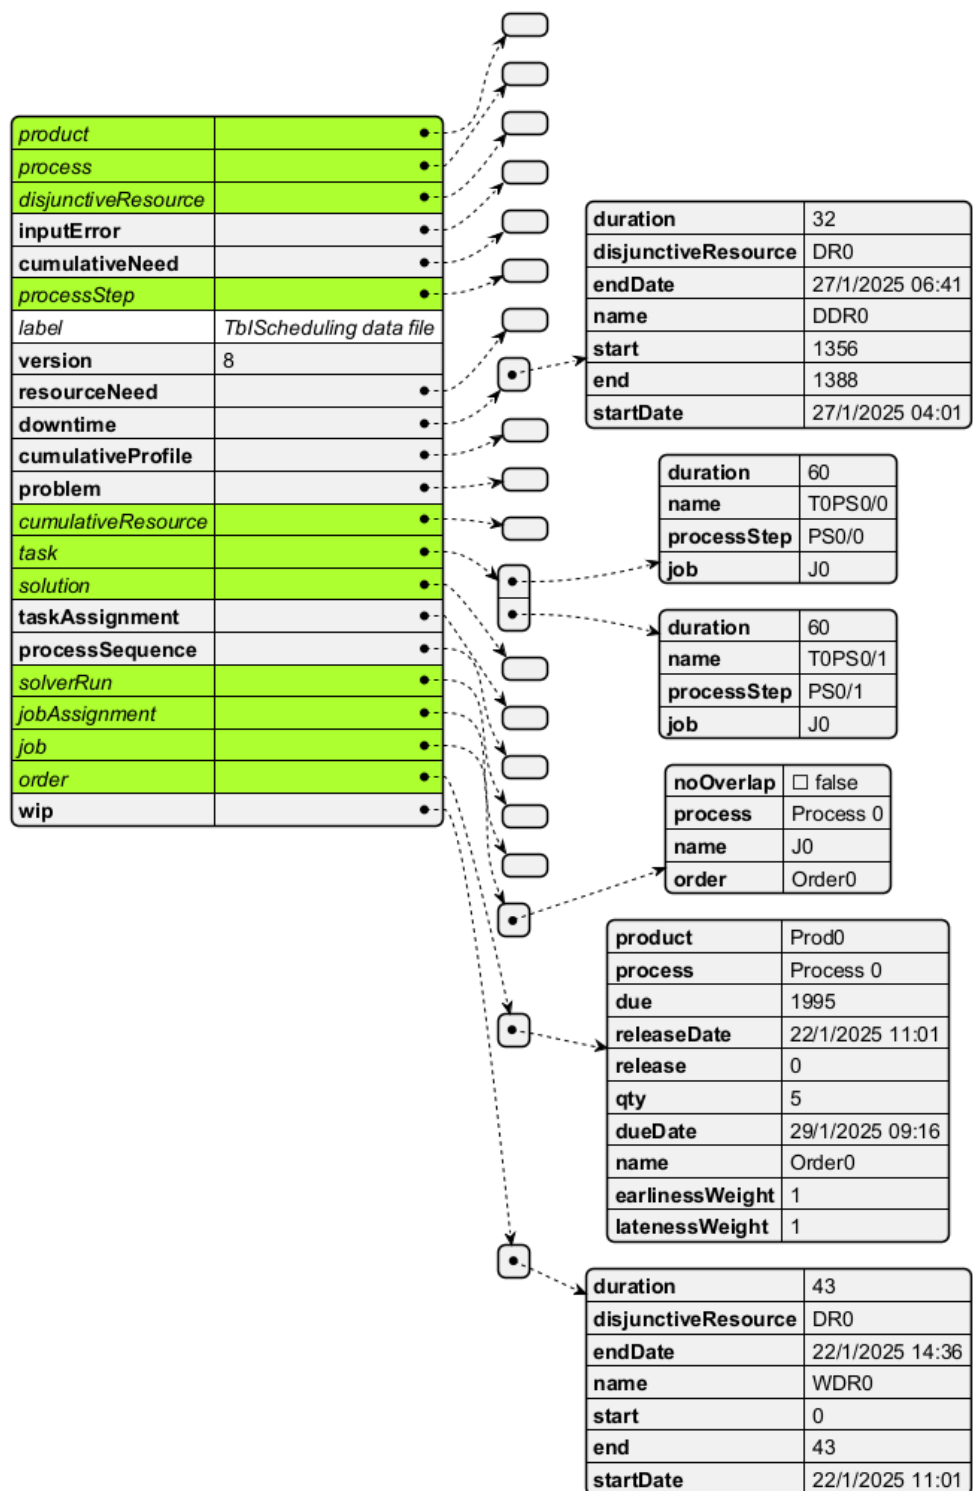 product
process
disjunctiveResource
inputError
cumulativeNeed
processStep
label TblScheduling data file
version 8
resourceNeed
downtime
cumulativeProfile
problem
cumulativeResource
task
solution
taskAssignment
processSequence
solverRun
jobAssignment
job
order
wip
duration 32
disjunctiveResource DR0
endDate 27/1/2025 06:41
name DDR0
start 1356
end 1388
startDate 27/1/2025 04:01
duration 60
name T0PS0/0
processStep PS0/0
job J0
duration 60
name T0PS0/1
processStep PS0/1
job J0
noOverlap ☐ false
process Process 0
name J0
order Order0
product Prod0
process Process 0
due 1995
releaseDate 22/1/2025 11:01
release 0
qty 5
dueDate 29/1/2025 09:16
name Order0
earlinessWeight 1
latenessWeight 1
duration 43
disjunctiveResource DR0
endDate 22/1/2025 14:36
name WDR0
start 0
end 43
startDate 22/1/2025 11:01